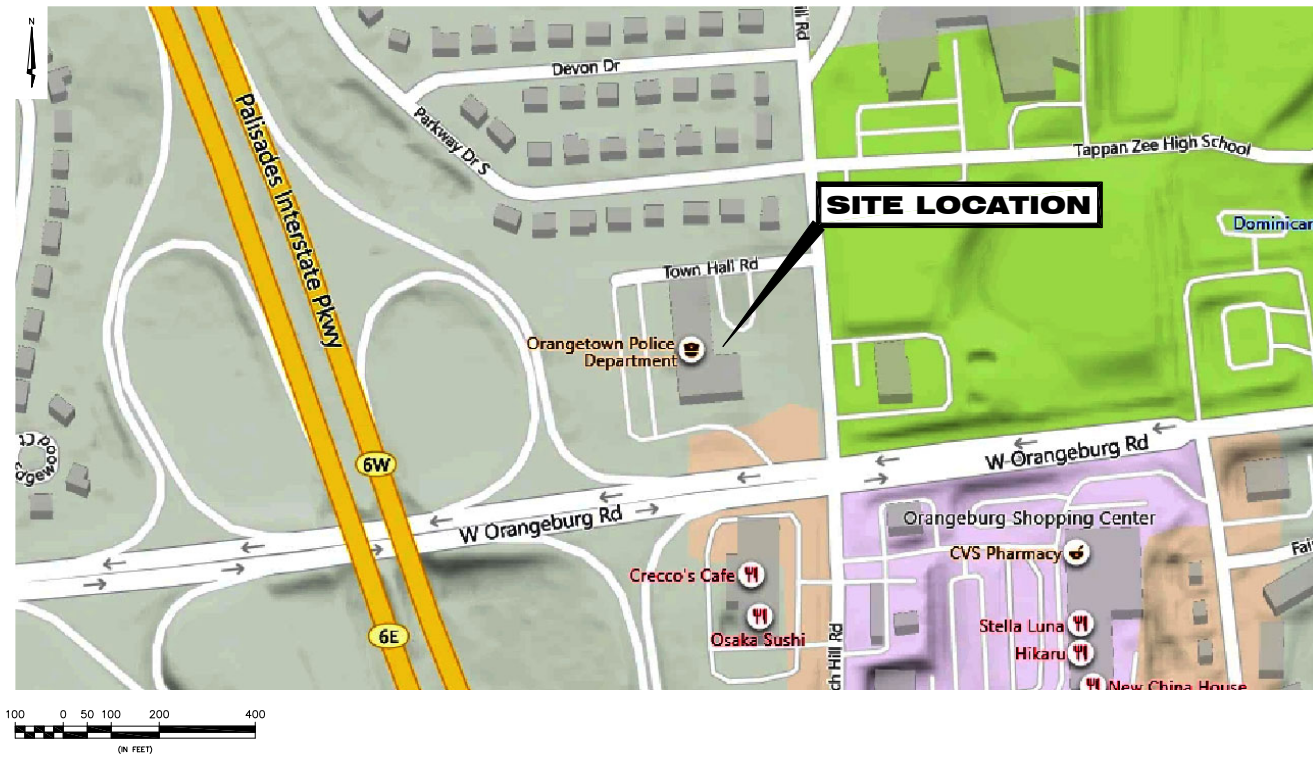 N
Devon Dr
Parkway Dr S
Palisades Interstate Pkwy
Tappan Zee High School
SITE LOCATION
Town Hall Rd
Orangetown Police
Department
6W
W Orangeburg Rd
W Orangeburg Rd
Orangeburg Shopping Center
CVS Pharmacy
Crecco's Cafe
Osaka Sushi
6E
Stella Luna
Hikaru
New China House
100 0 50 100 200 400
(IN FEET)